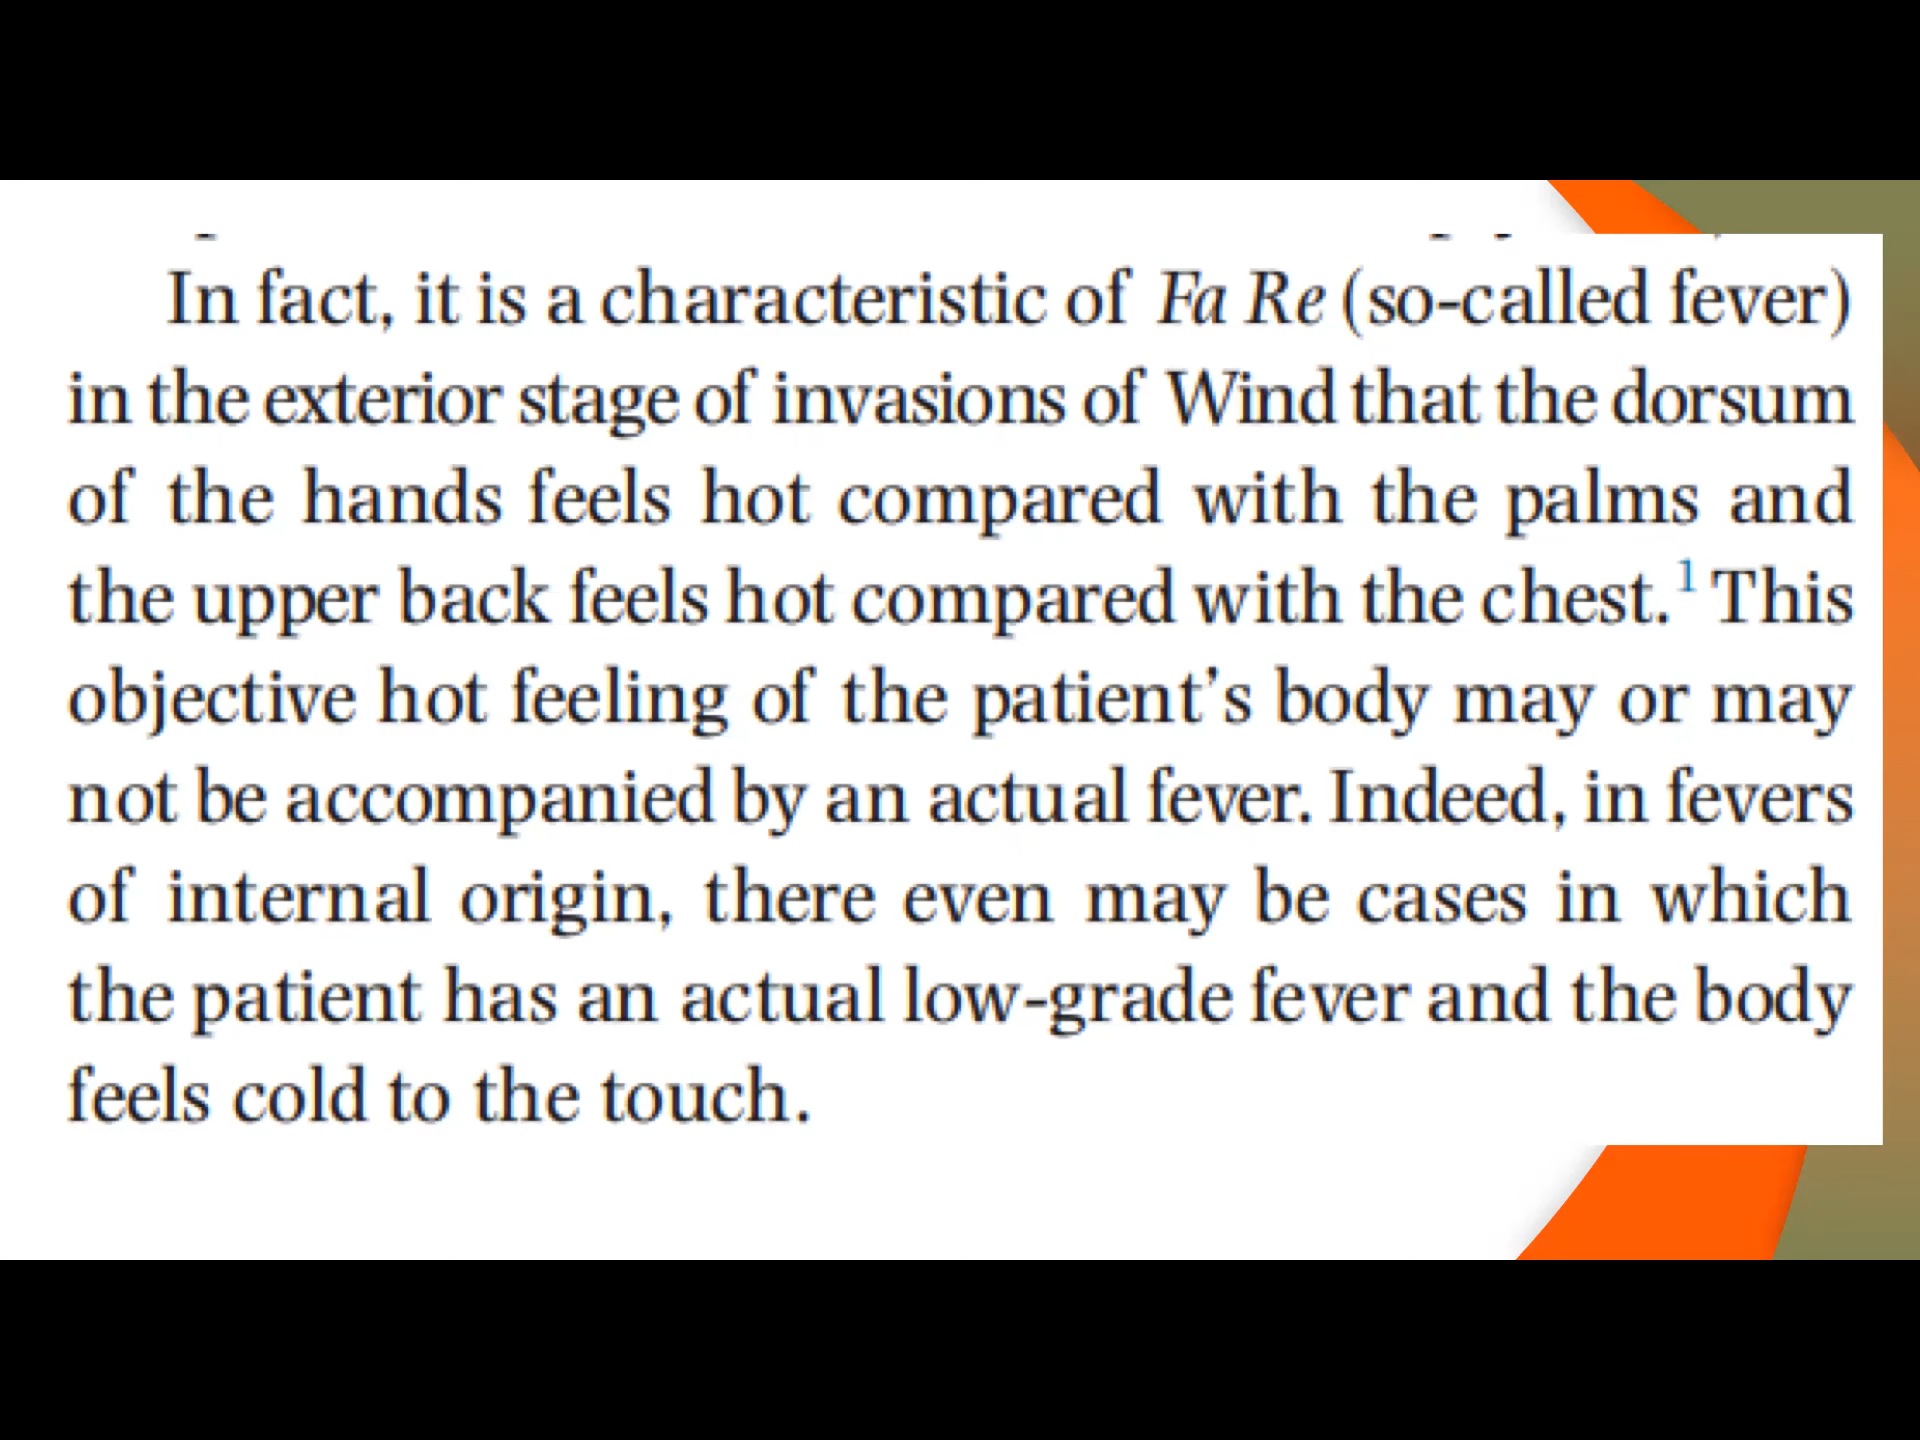 In fact, it is a characteristic of Fa Re (so-called fever)
in the exterior stage of invasions of Wind that the dorsum
of the hands feels hot compared with the palms and
the upper back feels hot compared with the chest.1 This
objective hot feeling of the patient’s body may or may
not be accompanied by an actual fever. Indeed, in fevers
of internal origin, there even may be cases in which
the patient has an actual low-grade fever and the body
feels cold to the touch.